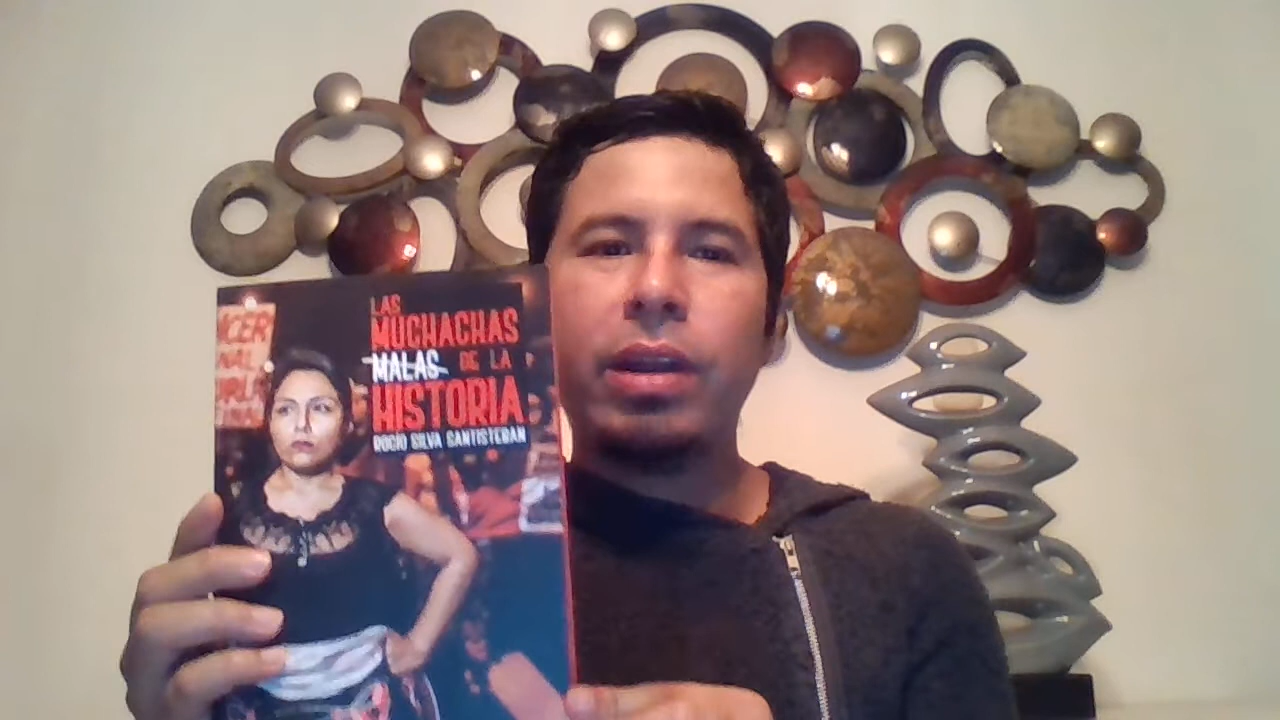 LAS
MUCHACHAS
MALAS DE LA
HISTORIA
ROCÍO SILVA SANTISTEBAN